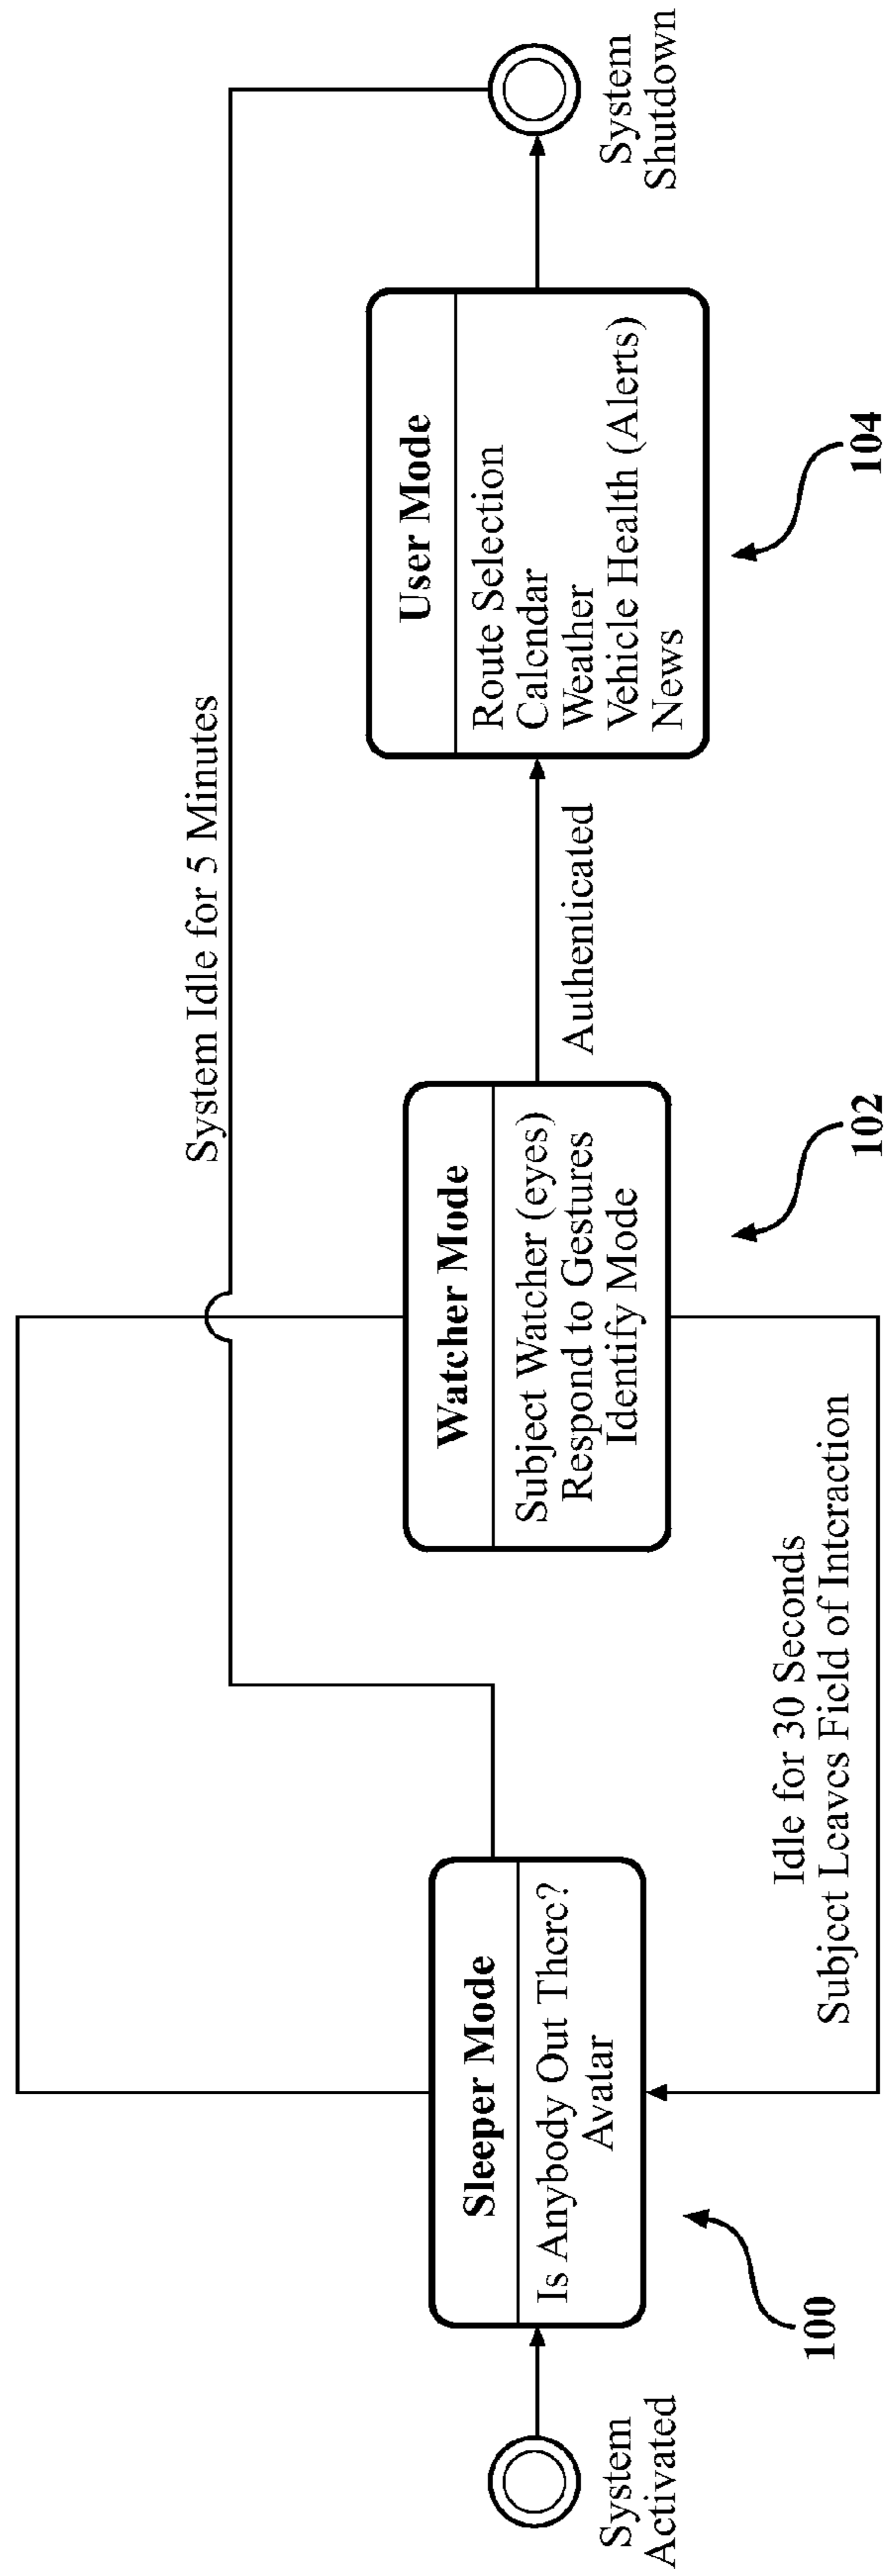 System Idle for 5 Minutes
System
Activated
Sleeper Mode
Is Anybody Out There?
Avatar
100
Idle for 30 Seconds
Subject Leaves Field of Interaction
Watcher Mode
Subject Watcher (eyes)
Respond to Gestures
Identify Mode
102
Authenticated
User Mode
Route Selection
Calendar
Weather
Vehicle Health (Alerts)
News
104
System
Shutdown